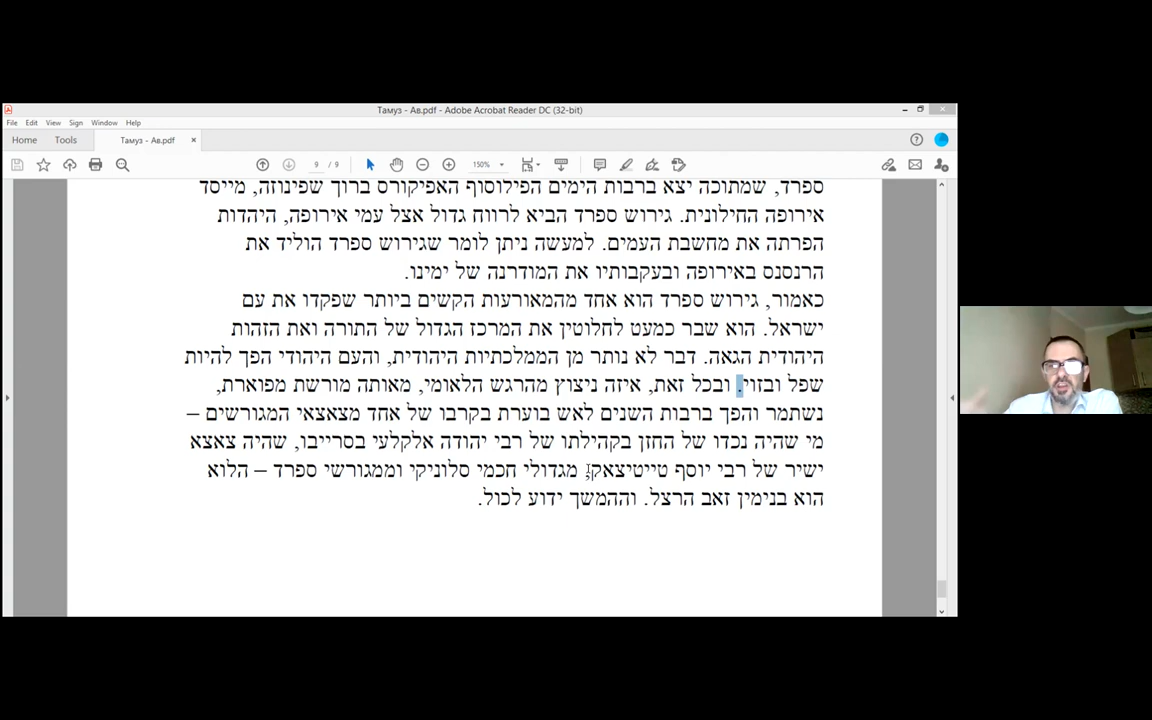 Тамуз - Ав.pdf - Adobe Acrobat Reader DC (32-bit)
File Edit View Sign Window Help
Home Tools Тамуз - Ав.pdf ×
9 / 9 150%
ספרד, שמתוכה יצא ברבות הימים הפילוסוף האפיקורס ברוך שפינוזה, מייסד
אירופה החילונית. גירוש ספרד הביא לרווח גדול אצל עמי אירופה, היהדות
הפרתה את מחשבת העמים. למעשה ניתן לומר שגירוש ספרד הוליד את
הרנסנס באירופה ובעקבותיו את המודרנה של ימינו.
כאמור, גירוש ספרד הוא אחד מהמאורעות הקשים ביותר שפקדו את עם
ישראל. הוא שבר כמעט לחלוטין את המרכז הגדול של התורה ואת הזהות
היהודית הגאה. דבר לא נותר מן הממלכתיות היהודית, והעם היהודי הפך להיות
שפל ובזוי. ובכל זאת, איזה ניצוץ מהרגש הלאומי, מאותה מורשת מפוארת,
נשתמר והפך ברבות השנים לאש בוערת בקרבו של אחד מצאצאי המגורשים –
מי שהיה נכדו של החזן בקהילתו של רבי יהודה אלקלעי בסרייבו, שהיה צאצא
ישיר של רבי יוסף טייטיצאק, מגדולי חכמי סלוניקי וממגורשי ספרד – הלוא
הוא בנימין זאב הרצל. וההמשך ידוע לכול.